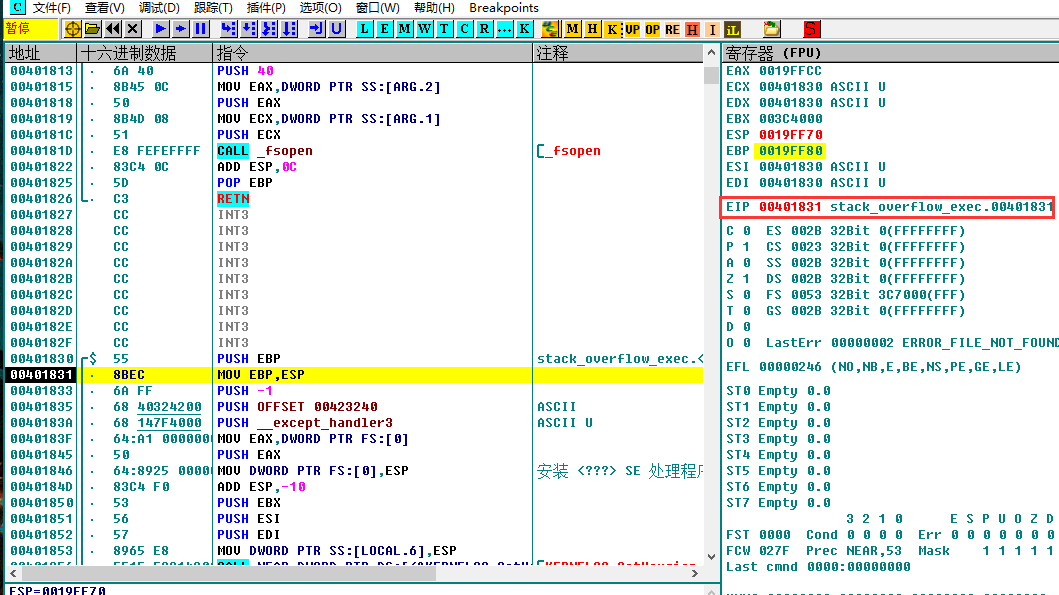 文件(F) 查看(V) 调试(D) 跟踪(T) 插件(P) 选项(O) 窗口(W) 帮助(H) Breakpoints
暂停 L E M W T C R ... K M H K VP OP RE H I S
地址 十六进制数据 指令 注释
00401813 . 6A 40 PUSH 40
00401815 . 8B45 0C MOV EAX,DWORD PTR SS:[ARG.2]
00401818 . 50 PUSH EAX
00401819 . 8B4D 08 MOV ECX,DWORD PTR SS:[ARG.1]
0040181C . 51 PUSH ECX
0040181D . E8 FEFEFFFF CALL _fsopen [_fsopen
00401822 . 83C4 0C ADD ESP,0C
00401825 . 5D POP EBP
00401826 . C3 RETN
00401827 CC INT3
00401828 CC INT3
00401829 CC INT3
0040182A CC INT3
0040182B CC INT3
0040182C CC INT3
0040182D CC INT3
0040182E CC INT3
0040182F CC INT3
00401830 $ 55 PUSH EBP stack_overflow_exec.<
00401831 . 8BEC MOV EBP,ESP
00401833 . 6A FF PUSH -1
00401835 . 68 40324200 PUSH OFFSET 00423240 ASCII
0040183A . 68 147F4000 PUSH __except_handler3 ASCII U
0040183F . 64:A1 0000000 MOV EAX,DWORD PTR FS:[0]
00401845 . 50 PUSH EAX
00401846 . 64:8925 00000 MOV DWORD PTR FS:[0],ESP 安装 <???> SE 处理程序
0040184D . 83C4 F0 ADD ESP,-10
00401850 . 53 PUSH EBX
00401851 . 56 PUSH ESI
00401852 . 57 PUSH EDI
00401853 . 8965 E8 MOV DWORD PTR SS:[LOCAL.6],ESP
ESP=0019FF70
寄存器 (FPU)
EAX 0019FFCC
ECX 00401830 ASCII U
EDX 00401830 ASCII U
EBX 003C4000
ESP 0019FF70
EBP 0019FF80
ESI 00401830 ASCII U
EDI 00401830 ASCII U
EIP 00401831 stack_overflow_exec.00401831
C 0 ES 002B 32Bit 0(FFFFFFFF)
P 1 CS 0023 32Bit 0(FFFFFFFF)
A 0 SS 002B 32Bit 0(FFFFFFFF)
Z 1 DS 002B 32Bit 0(FFFFFFFF)
S 0 FS 0053 32Bit 3C7000(FFF)
T 0 GS 002B 32Bit 0(FFFFFFFF)
D 0
O 0 LastErr 00000002 ERROR_FILE_NOT_FOUND
EFL 00000246 (NO,NB,E,BE,NS,PE,GE,LE)
ST0 Empty 0.0
ST1 Empty 0.0
ST2 Empty 0.0
ST3 Empty 0.0
ST4 Empty 0.0
ST5 Empty 0.0
ST6 Empty 0.0
ST7 Empty 0.0
3 2 1 0 E S P U O Z D
FST 0000 Cond 0 0 0 0 Err 0 0 0 0 0 0 0
FCW 027F Prec NEAR,53 Mask 1 1 1 1 1
Last cmnd 0000:00000000